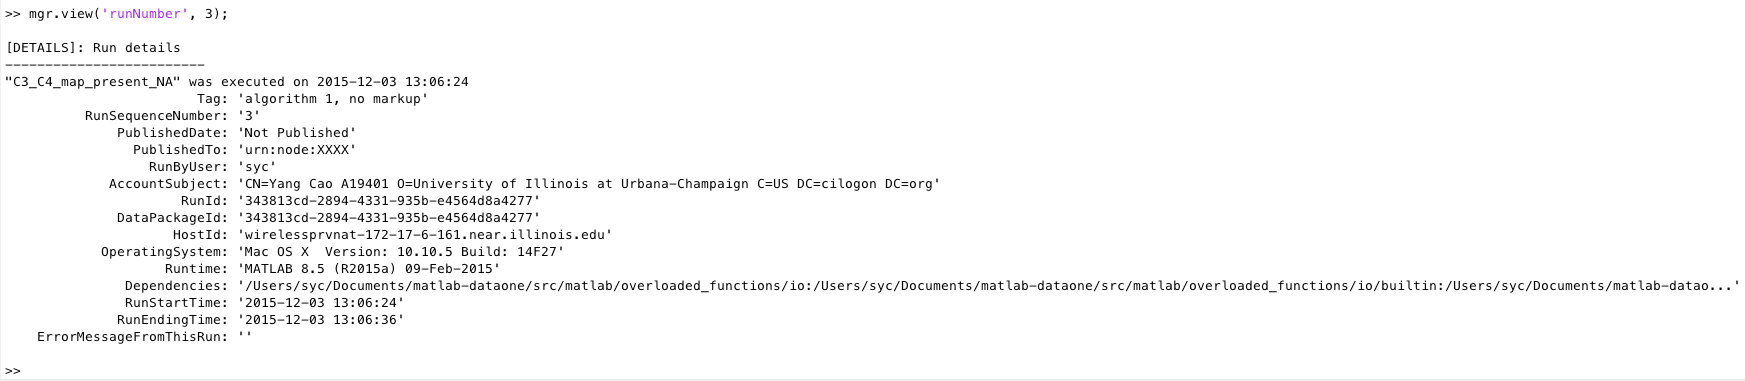 >> mgr.view('runNumber', 3);
[DETAILS]: Run details
-------------------------
"C3_C4_map_present_NA" was executed on 2015-12-03 13:06:24
Tag: 'algorithm 1, no markup'
RunSequenceNumber: '3'
PublishedDate: 'Not Published'
PublishedTo: 'urn:node:XXXX'
RunByUser: 'syc'
AccountSubject: 'CN=Yang Cao A19401 O=University of Illinois at Urbana-Champaign C=US DC=cilogon DC=org'
RunId: '343813cd-2894-4331-935b-e4564d8a4277'
DataPackageId: '343813cd-2894-4331-935b-e4564d8a4277'
HostId: 'wirelessprvnat-172-17-6-161.near.illinois.edu'
OperatingSystem: 'Mac OS X  Version: 10.10.5 Build: 14F27'
Runtime: 'MATLAB 8.5 (R2015a) 09-Feb-2015'
Dependencies: '/Users/syc/Documents/matlab-dataone/src/matlab/overloaded_functions/io:/Users/syc/Documents/matlab-dataone/src/matlab/overloaded_functions/io/builtin:/Users/syc/Documents/matlab-datao...'
RunStartTime: '2015-12-03 13:06:24'
RunEndingTime: '2015-12-03 13:06:36'
ErrorMessageFromThisRun: ''
>>